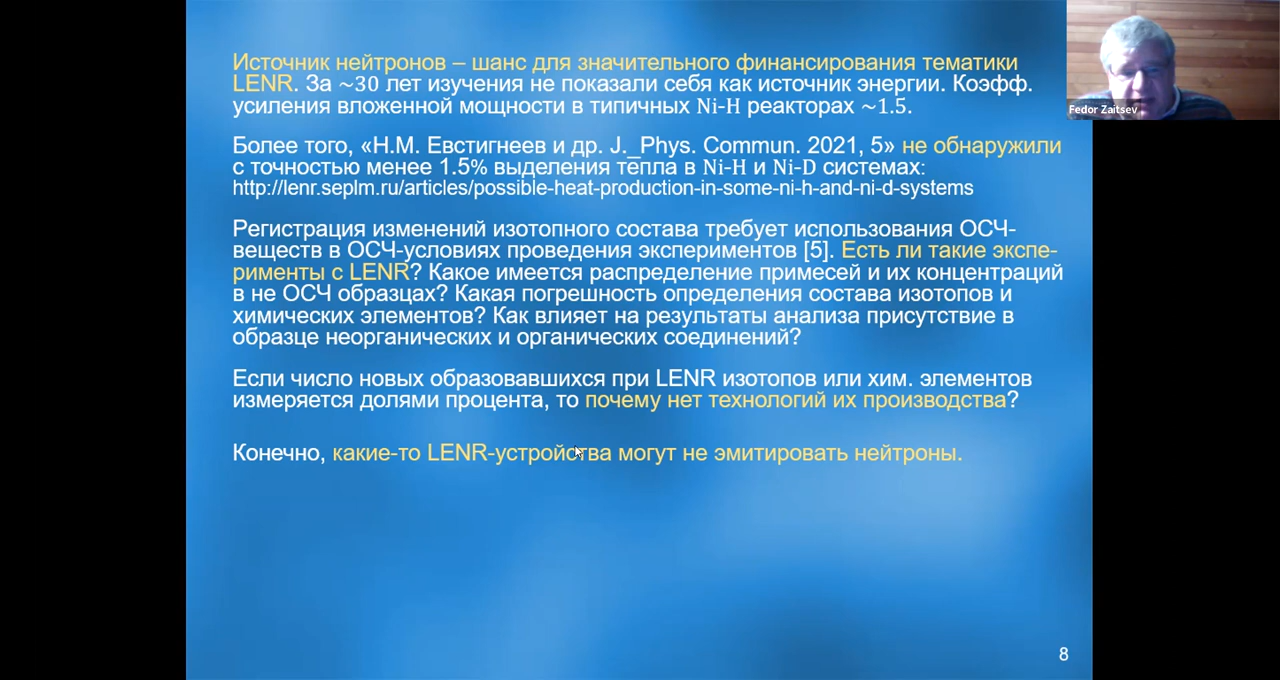 Источник нейтронов – шанс для значительного финансирования тематики
LENR. За ~30 лет изучения не показали себя как источник энергии. Коэфф.
усиления вложенной мощности в типичных Ni-H реакторах ~1.5.
Более того, «Н.М. Евстигнеев и др. J._Phys. Commun. 2021, 5» не обнаружили
с точностью менее 1.5% выделения тепла в Ni-H и Ni-D системах:
http://lenr.seplm.ru/articles/possible-heat-production-in-some-ni-h-and-ni-d-systems
Регистрация изменений изотопного состава требует использования ОСЧ-
веществ в ОСЧ-условиях проведения экспериментов [5]. Есть ли такие экспе-
рименты с LENR? Какое имеется распределение примесей и их концентраций
в не ОСЧ образцах? Какая погрешность определения состава изотопов и
химических элементов? Как влияет на результаты анализа присутствие в
образце неорганических и органических соединений?
Если число новых образовавшихся при LENR изотопов или хим. элементов
измеряется долями процента, то почему нет технологий их производства?
Конечно, какие-то LENR-устройства могут не эмитировать нейтроны.
8
Fedor Zaitsev